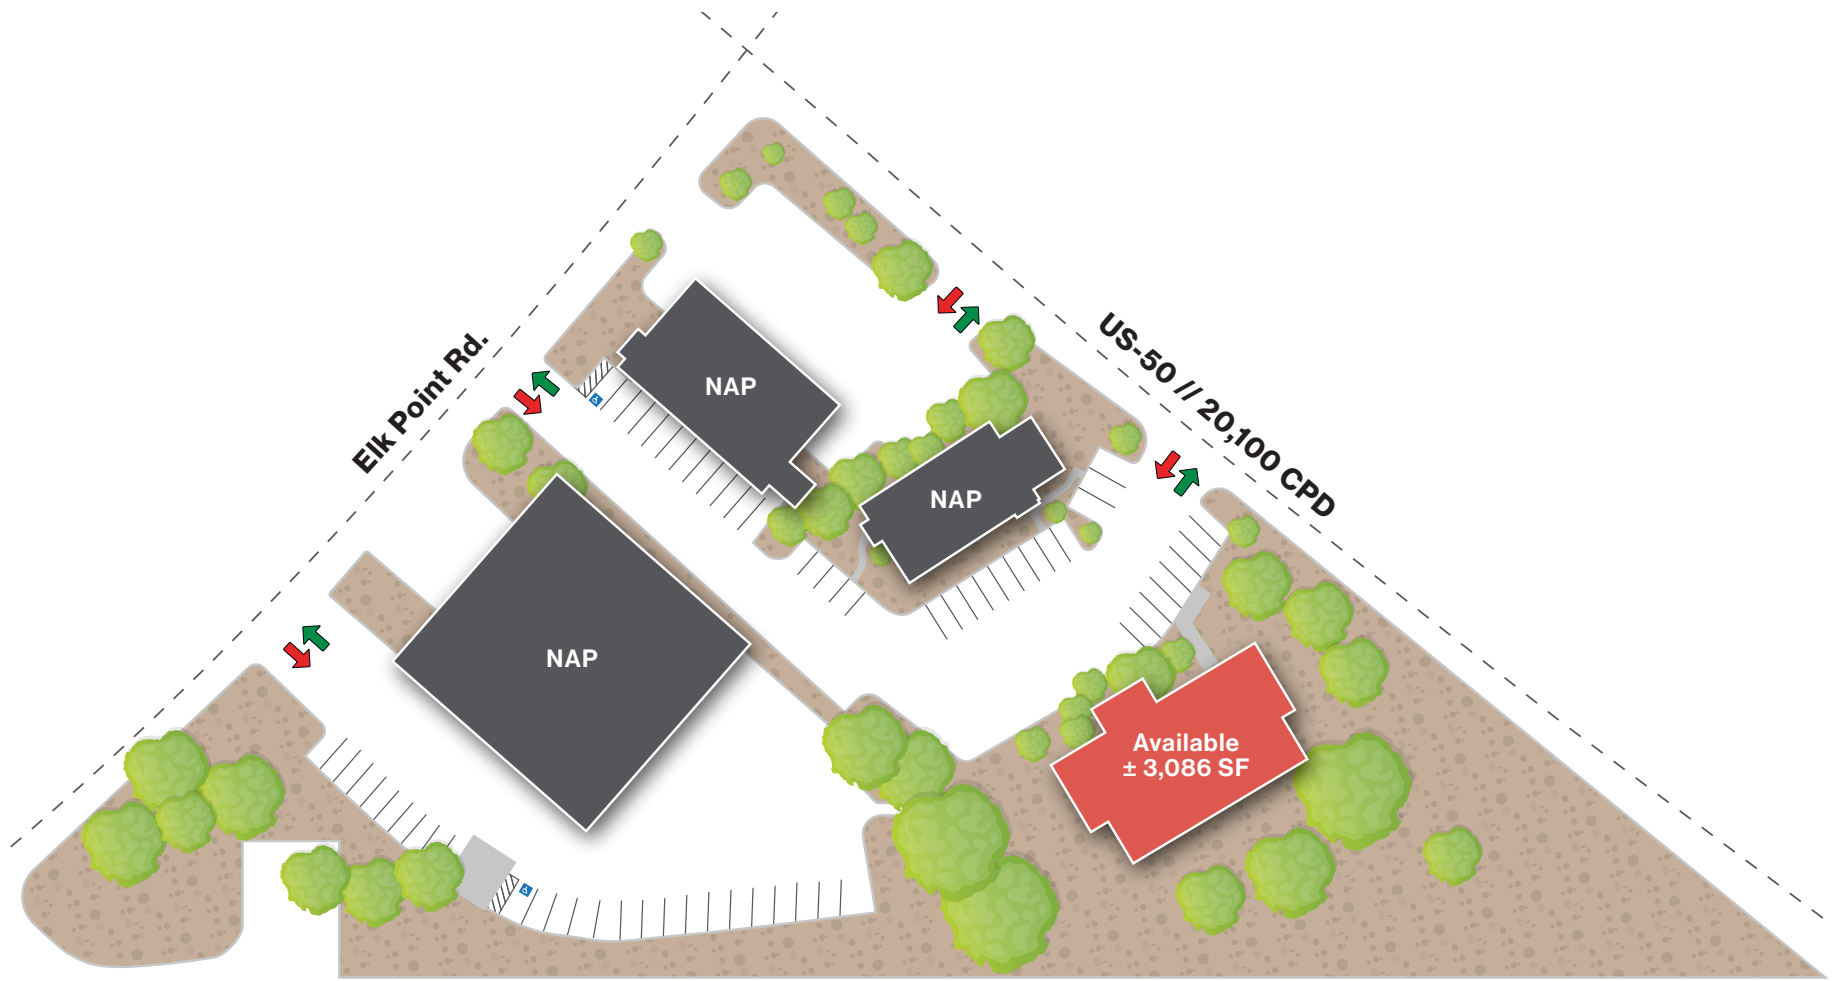 Elk Point Rd.
US-50 // 20,100 CPD
NAP
NAP
NAP
Available
± 3,086 SF